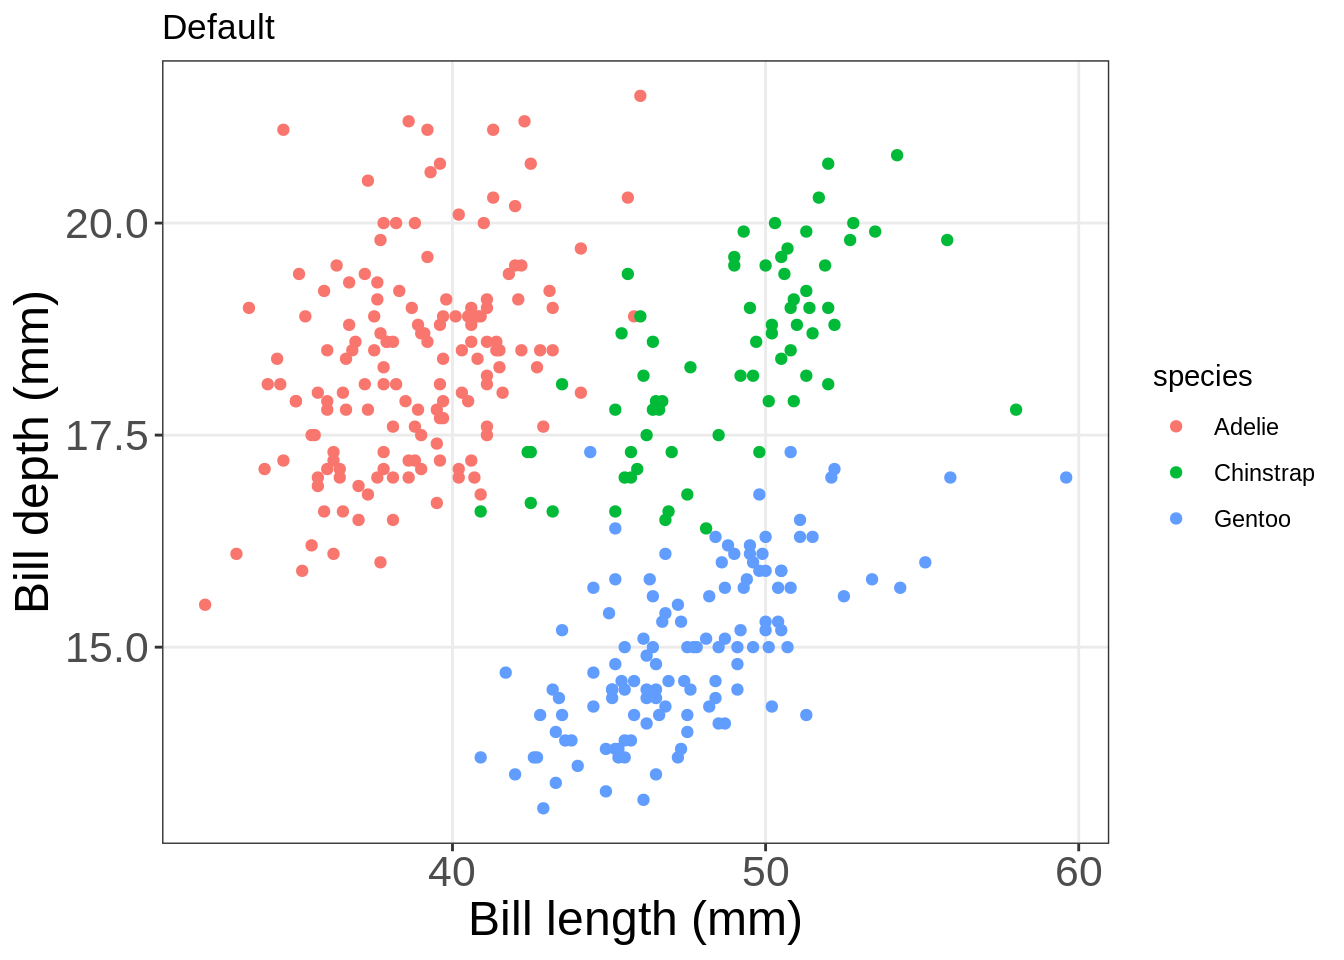 Default
20.0
17.5
15.0
Bill depth (mm)
40
50
60
Bill length (mm)
species
Adelie
Chinstrap
Gentoo